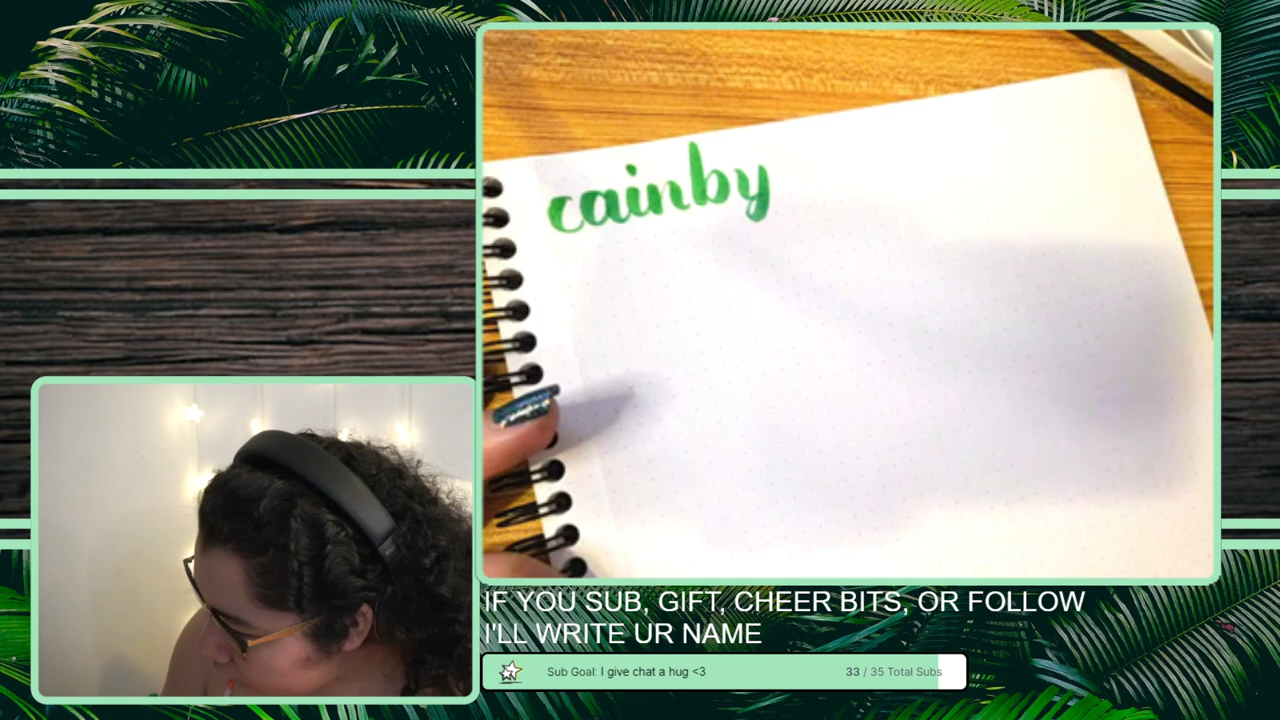 cainby
IF YOU SUB, GIFT, CHEER BITS, OR FOLLOW
I'LL WRITE UR NAME
Sub Goal: I give chat a hug <3 33 / 35 Total Subs